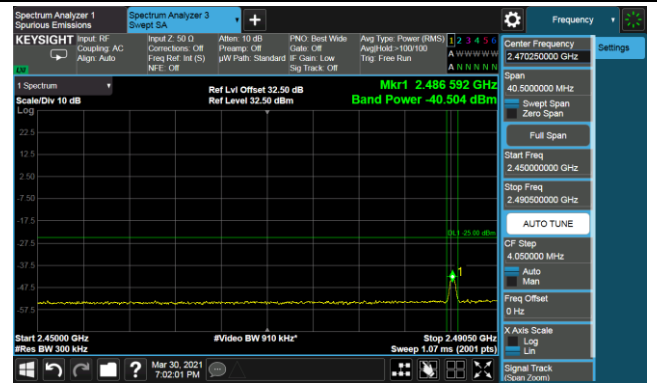 Spectrum Analyzer 1
Spurious Emissions
Spectrum Analyzer 3
Swept SA
Frequency
KEYSIGHT
Input: RF
Coupling: AC
Align: Auto
Input Z: 50 Ω
Corrections: Off
Freq Ref: Int (S)
NFE: Off
Atten: 10 dB
Preamp: Off
µW Path: Standard
PNO: Best Wide
Gate: Off
IF Gain: Low
Sig Track: Off
Avg Type: Power (RMS)
Avg|Hold:>100/100
Trig: Free Run
1 2 3 4 5 6
A W W W W W
A N N N N N
1 Spectrum
Scale/Div 10 dB
Log
Ref Lvl Offset 32.50 dB
Ref Level 32.50 dBm
Mkr1 2.486 592 GHz
Band Power -40.504 dBm
22.5
12.5
2.50
-7.50
-17.5
-27.5
-37.5
-47.5
-57.5
DL1 -25.00 dBm
1
Start 2.45000 GHz
#Res BW 300 kHz
#Video BW 910 kHz*
Stop 2.49050 GHz
Sweep 1.07 ms (2001 pts)
Mar 30, 2021
7:02:01 PM
Center Frequency
2.470250000 GHz
Settings
Span
40.5000000 MHz
Swept Span
Zero Span
Full Span
Start Freq
2.450000000 GHz
Stop Freq
2.490500000 GHz
AUTO TUNE
CF Step
4.050000 MHz
Auto
Man
Freq Offset
0 Hz
X Axis Scale
Log
Lin
Signal Track
(Span Zoom)